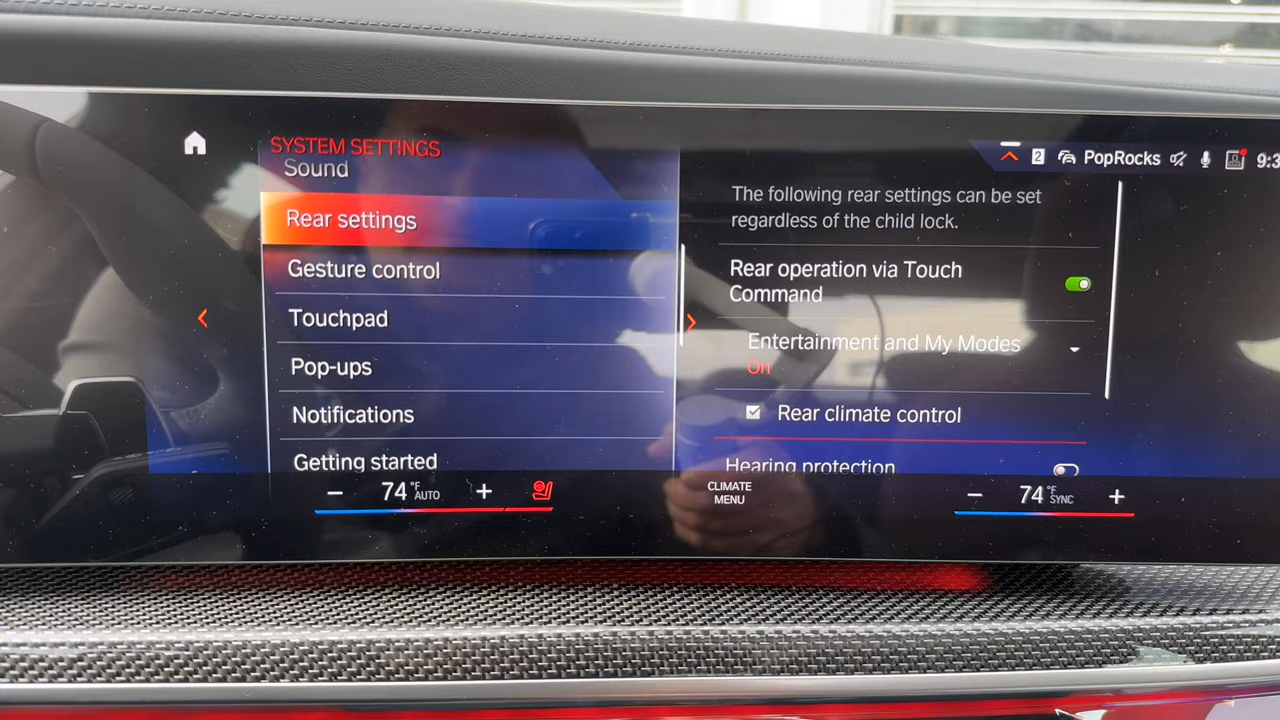 SYSTEM SETTINGS
Sound
Rear settings
Gesture control
Touchpad
Pop-ups
Notifications
Getting started
2 PopRocks 9:3
The following rear settings can be set
regardless of the child lock.
Rear operation via Touch
Command
Entertainment and My Modes
On
Rear climate control
Hearing protection
− 74 °F AUTO +
CLIMATE
MENU
− 74 °F SYNC +